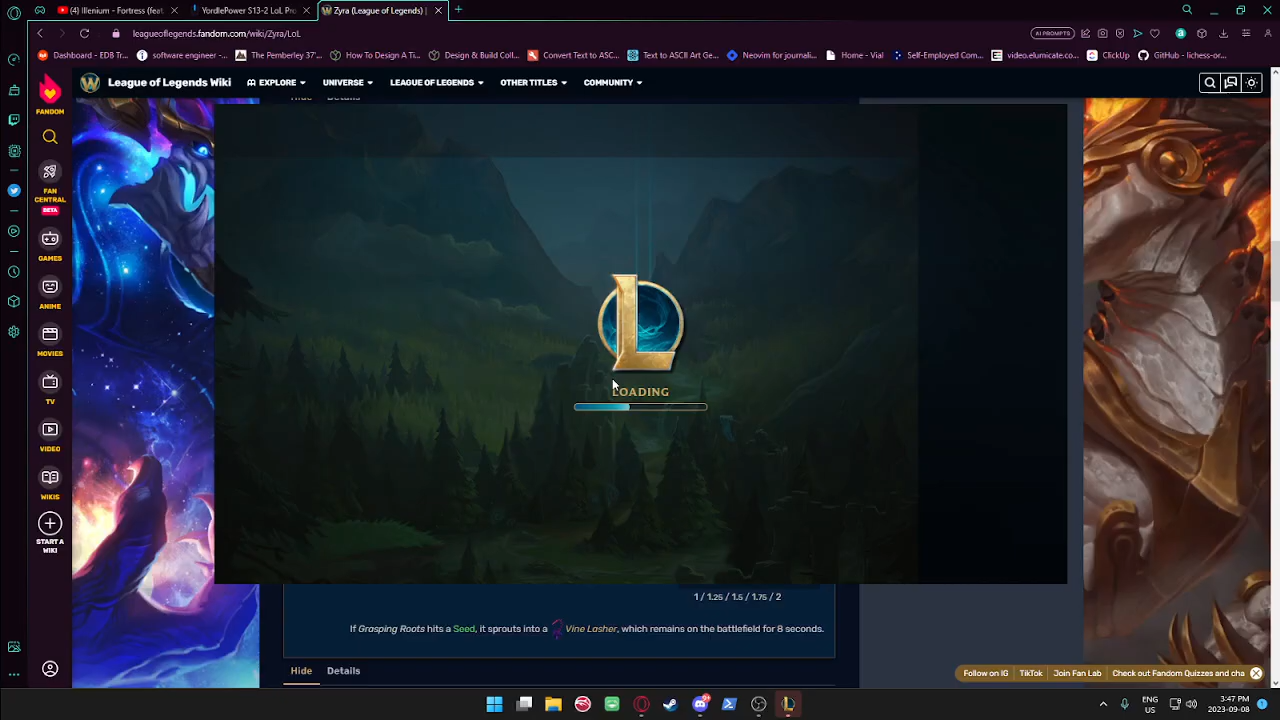 (4) Illenium - Fortress (feat.
YordlePower S13-2 LoL Pro
Zyra (League of Legends) |
leagueoflegends.fandom.com/wiki/Zyra/LoL
AI PROMPTS
Dashboard - EDB Tr...
software engineer -...
The Pemberley 37'...
How To Design A Ti...
Design & Build Coll...
Convert Text to ASC...
Text to ASCII Art Ge...
Neovim for journali...
Home - Vial
Self-Employed Com...
video.elumicate.co...
ClickUp
GitHub - lichess-or...
League of Legends Wiki
EXPLORE
UNIVERSE
LEAGUE OF LEGENDS
OTHER TITLES
COMMUNITY
FANDOM
FAN
CENTRAL
BETA
GAMES
ANIME
MOVIES
TV
VIDEO
WIKIS
START A
WIKI
Hide Details
LOADING
1 / 1.25 / 1.5 / 1.75 / 2
If Grasping Roots hits a Seed, it sprouts into a Vine Lasher, which remains on the battlefield for 8 seconds.
Hide Details
Follow on IG TikTok Join Fan Lab Check out Fandom Quizzes and cha
ENG
US
3:47 PM
2023-09-08